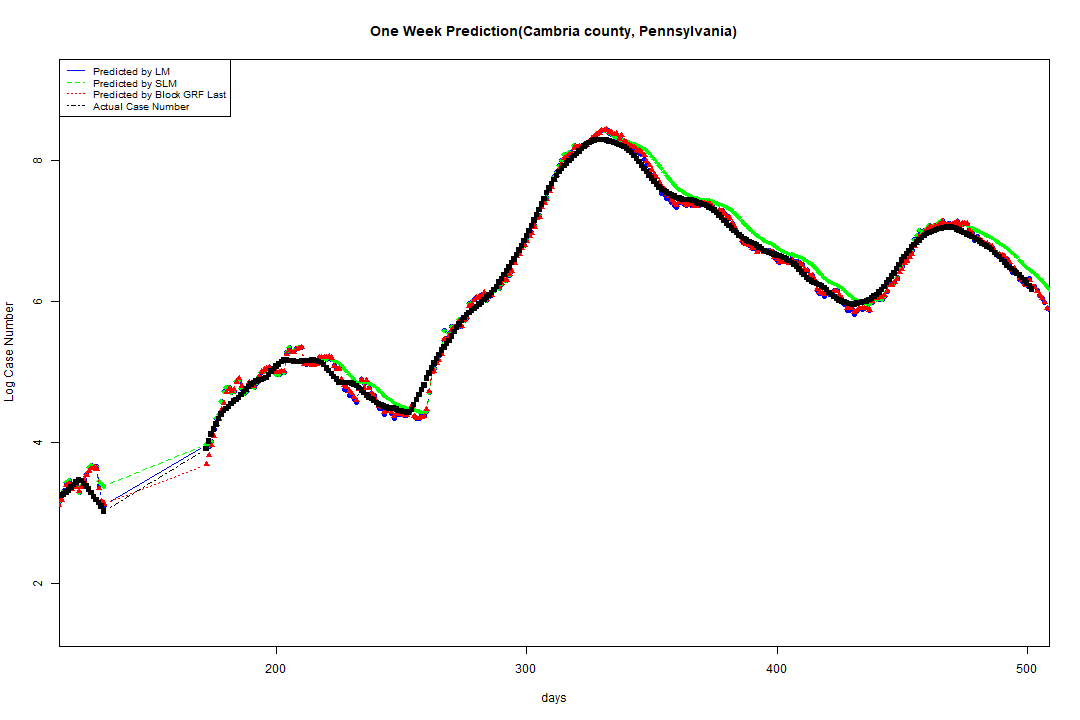 One Week Prediction(Cambria county, Pennsylvania)
Predicted by LM
Predicted by SLM
Predicted by Block GRF Last
Actual Case Number
8
6
4
2
Log Case Number
200 300 400 500
days